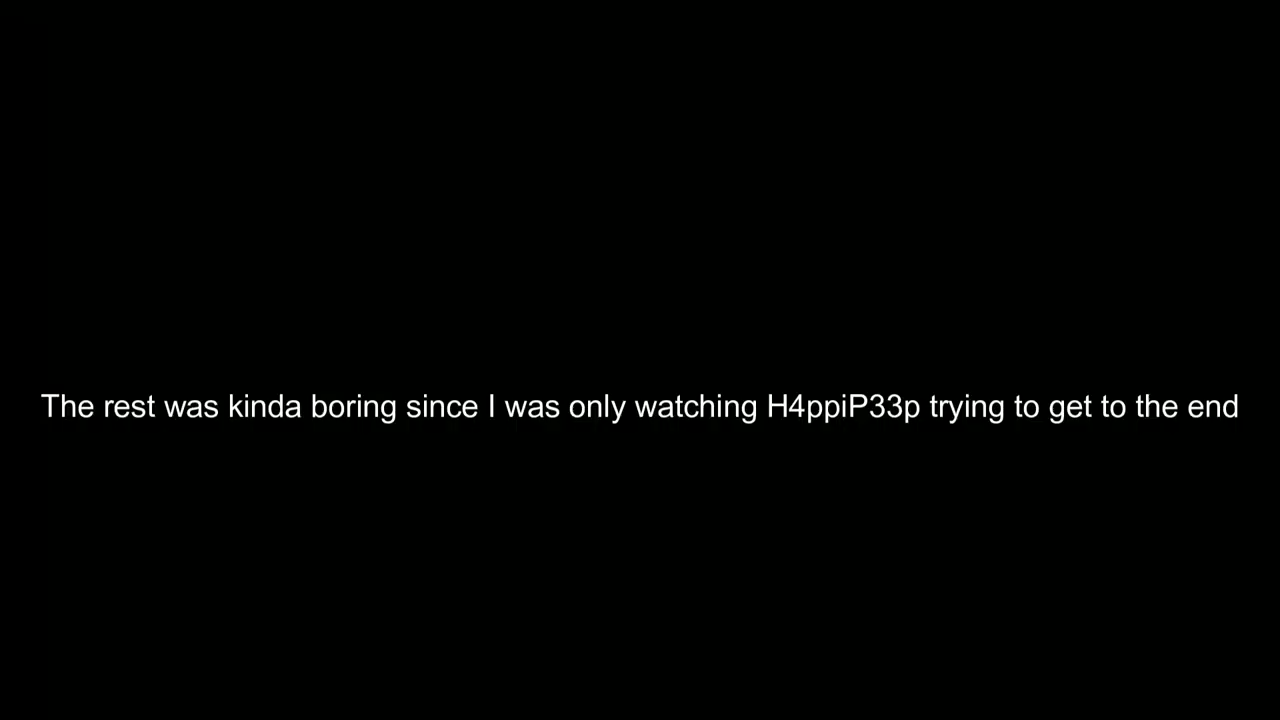 The rest was kinda boring since I was only watching H4ppiP33p trying to get to the end